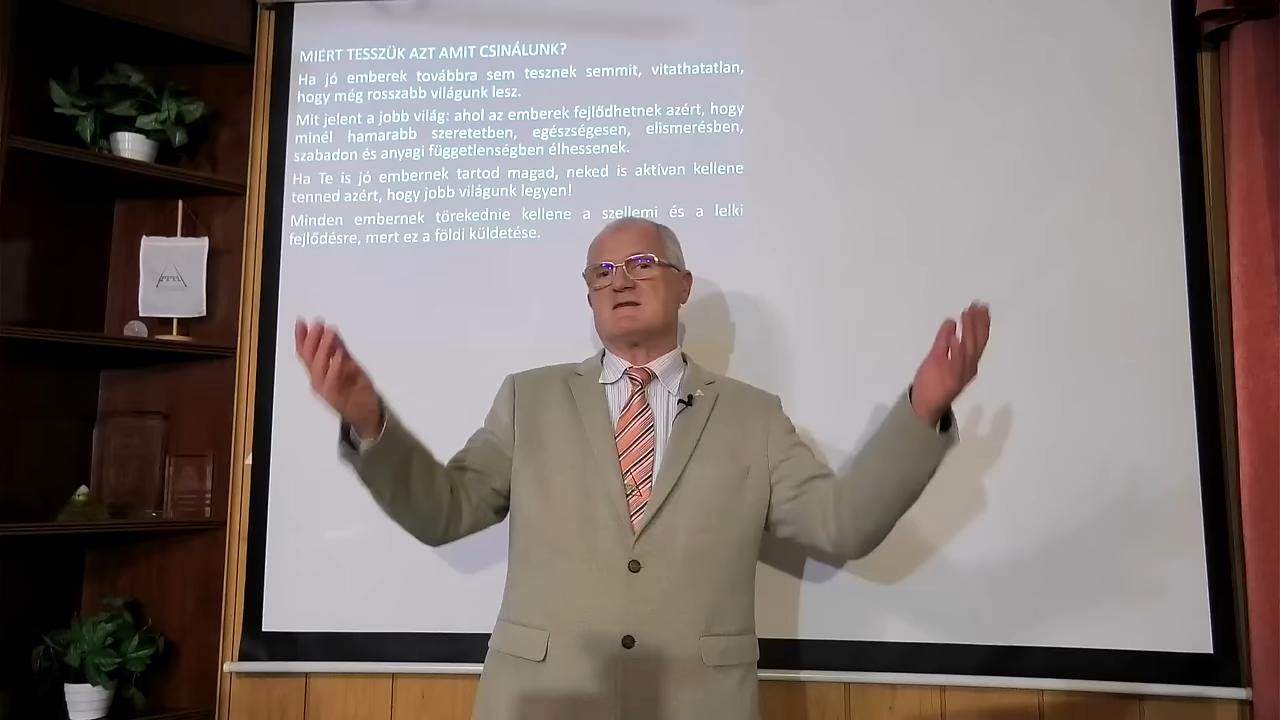 MIÉRT TESSZÜK AZT AMIT CSINÁLUNK?
Ha jó emberek továbbra sem tesznek semmit, vitathatatlan,
hogy még rosszabb világunk lesz.
Mit jelent a jobb világ: ahol az emberek fejlődhetnek azért, hogy
minél hamarabb szeretetben, egészségesen, elismerésben,
szabadon és anyagi függetlenségben élhessenek.
Ha Te is jó embernek tartod magad, neked is aktívan kellene
tenned azért, hogy jobb világunk legyen!
Minden embernek törekednie kellene a szellemi és a lelki
fejlődésre, mert ez a földi küldetése.